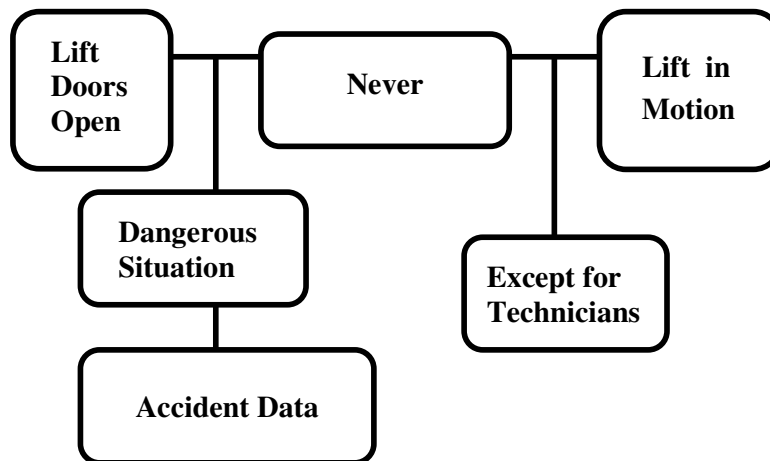 Lift
Doors
Open
Never
Lift in
Motion
Dangerous
Situation
Except for
Technicians
Accident Data